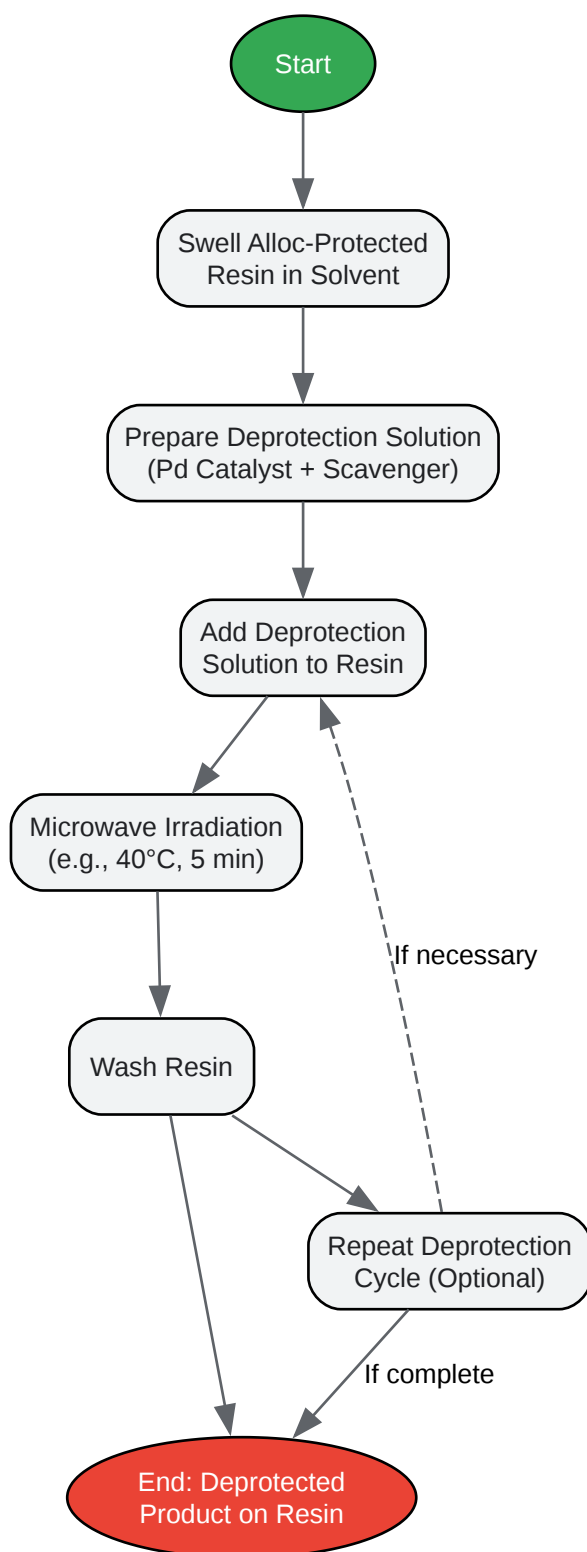 Start
Swell Alloc-Protected
Resin in Solvent
Prepare Deprotection Solution
(Pd Catalyst + Scavenger)
Add Deprotection
Solution to Resin
Microwave Irradiation
(e.g., 40°C, 5 min)
If necessary
Wash Resin
Repeat Deprotection
Cycle (Optional)
If complete
End: Deprotected
Product on Resin